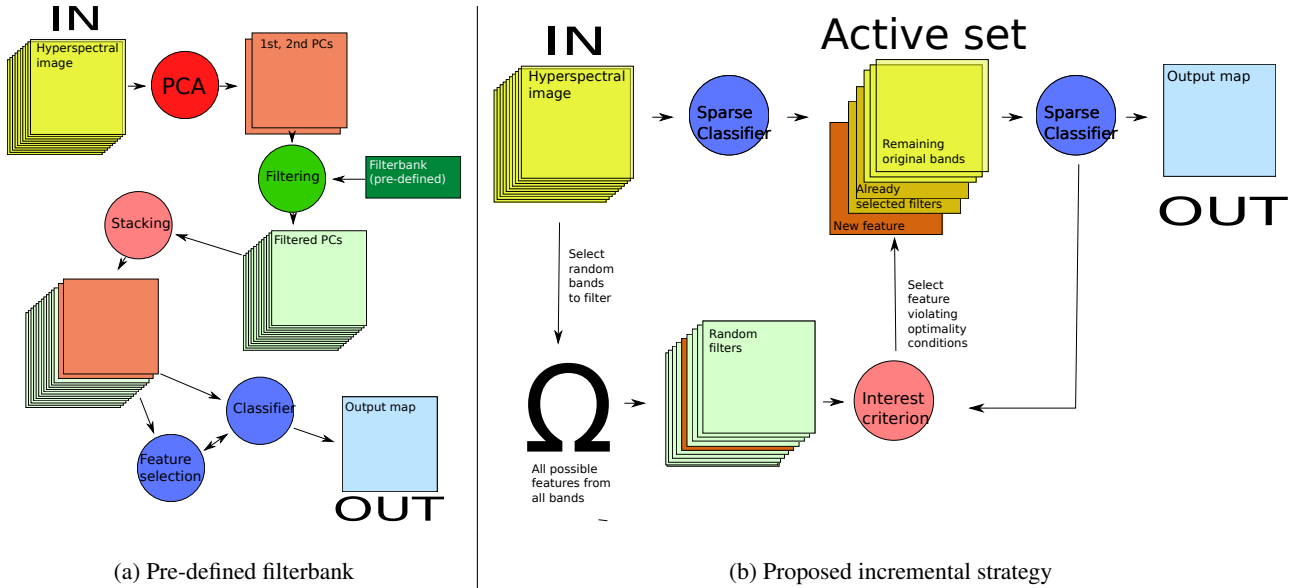 IN
Hyperspectral
image
PCA
1st, 2nd PCs
Filtering
Filterbank
(pre-defined)
Stacking
Filtered PCs
Classifier
Feature
selection
Output map
OUT
(a) Pre-defined filterbank
IN
Hyperspectral
image
Sparse
Classifier
Active set
Remaining
original bands
Already
selected filters
New feature
Sparse
Classifier
Output map
OUT
Select
random
bands
to filter
Ω
All possible
features from
all bands
Random
filters
Interest
criterion
Select
feature
violating
optimality
conditions
(b) Proposed incremental strategy